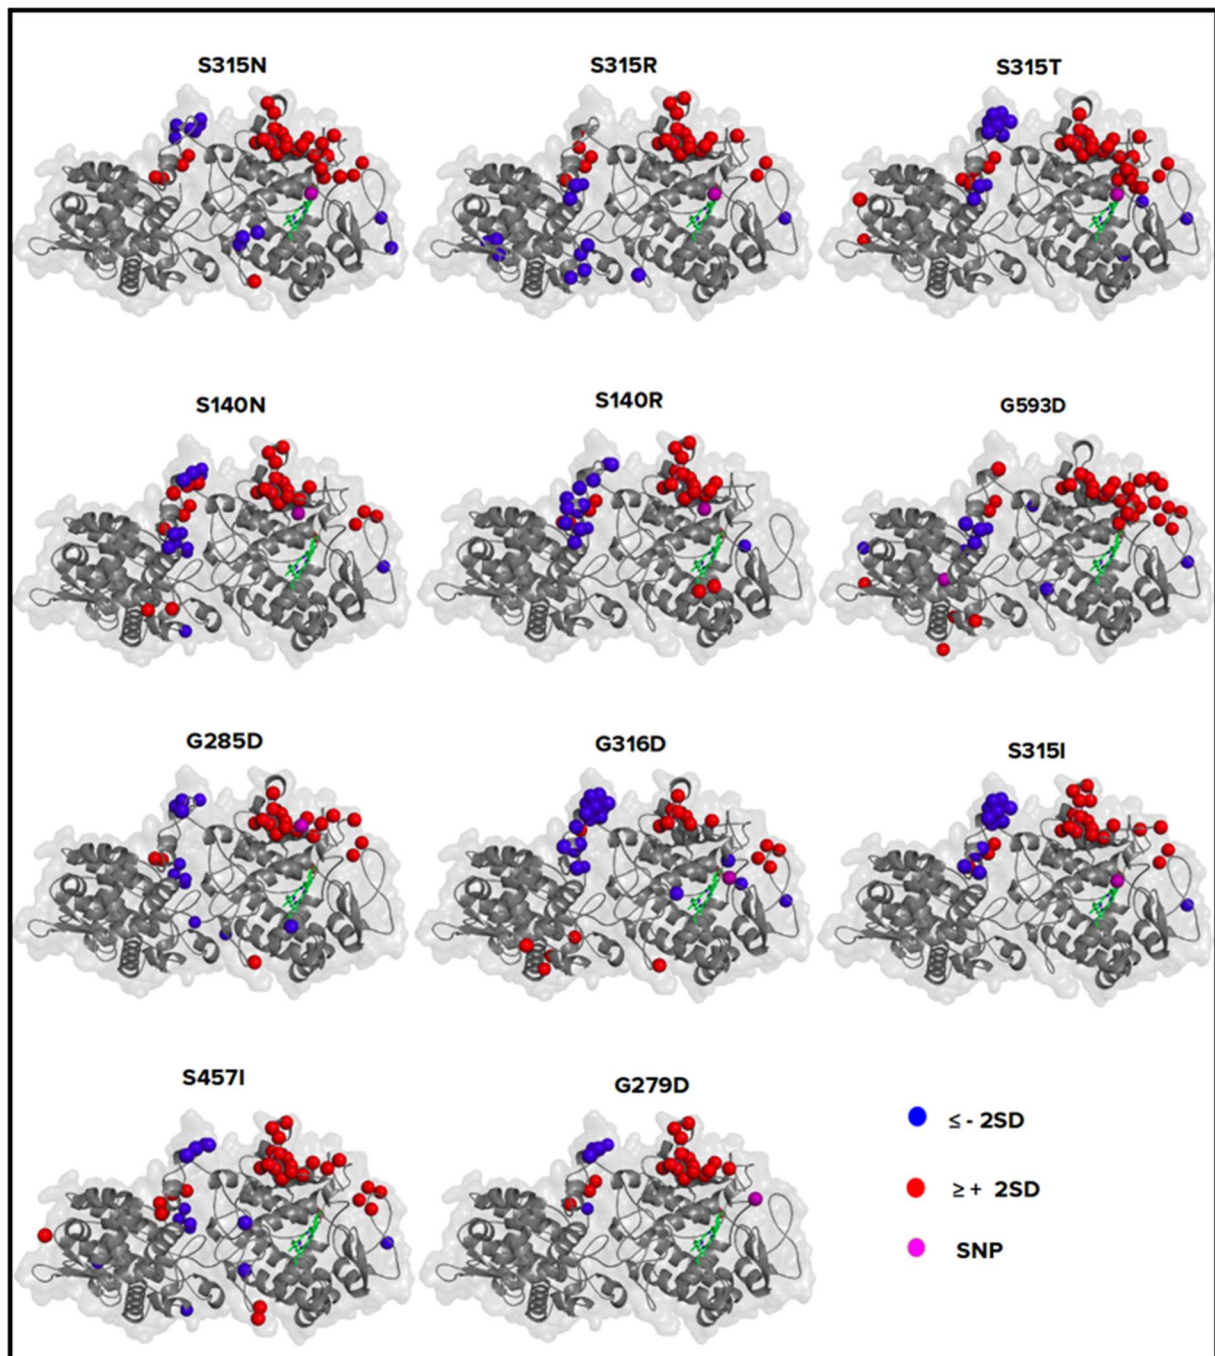 S315N
S315R
S315T
S140N
S140R
G593D
G285D
G316D
S315I
S457I
G279D
≤ - 2SD
≥ + 2SD
SNP